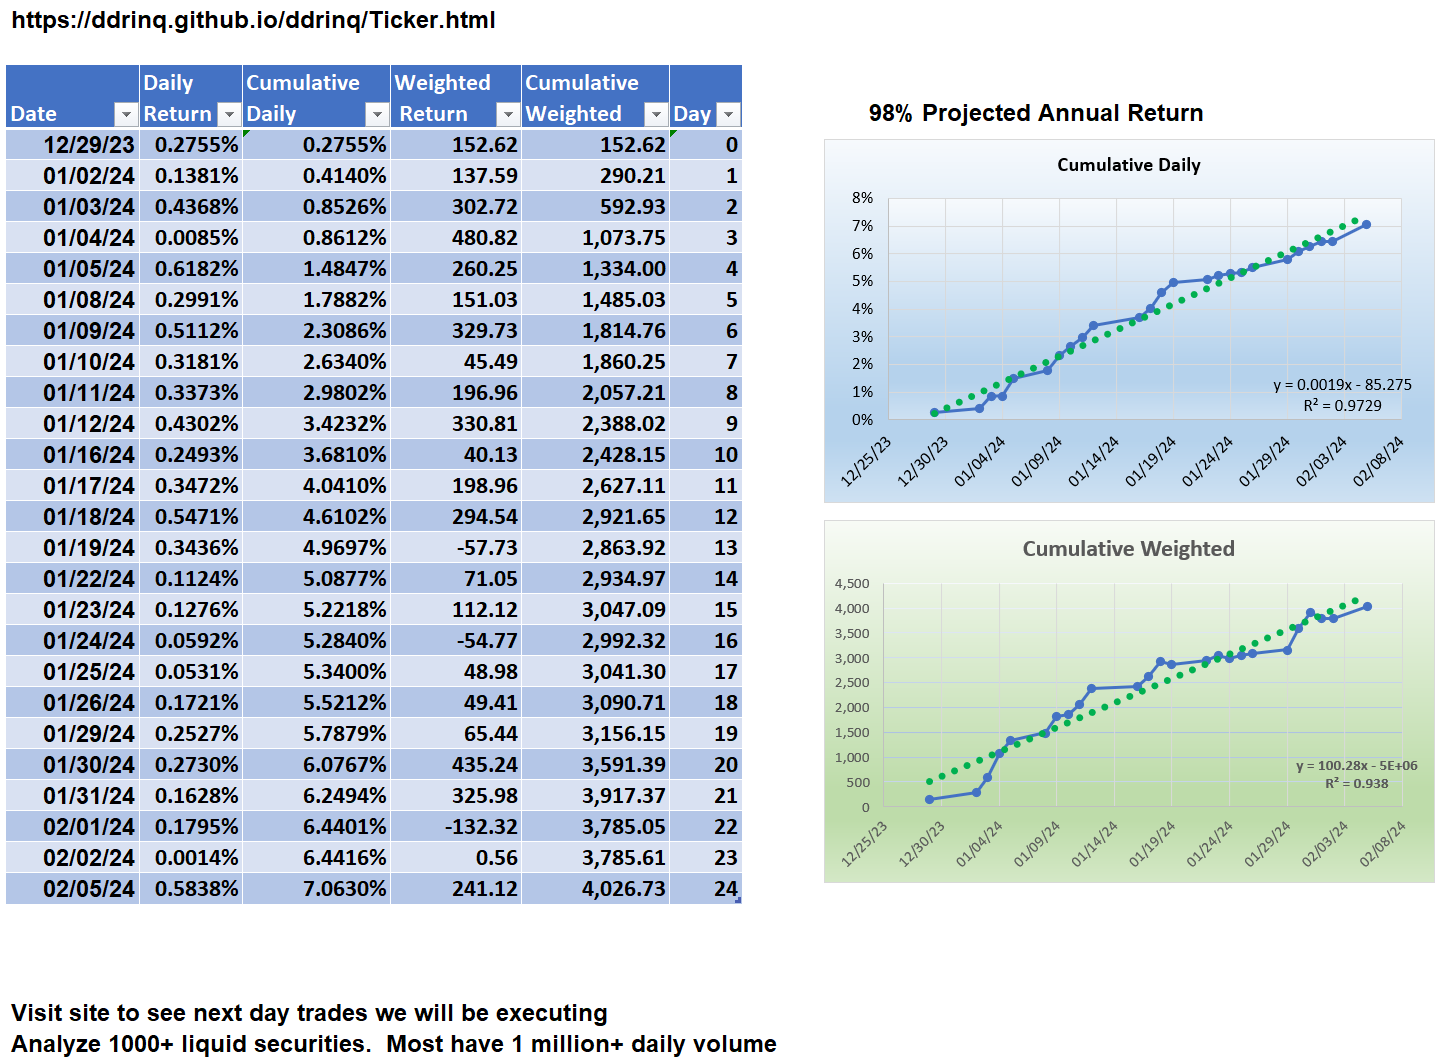 https://ddrinq.github.io/ddrinq/Ticker.html
Daily Cumulative Weighted Cumulative
Date Return Daily Return Weighted Day
12/29/23 0.2755% 0.2755% 152.62 152.62 0
01/02/24 0.1381% 0.4140% 137.59 290.21 1
01/03/24 0.4368% 0.8526% 302.72 592.93 2
01/04/24 0.0085% 0.8612% 480.82 1,073.75 3
01/05/24 0.6182% 1.4847% 260.25 1,334.00 4
01/08/24 0.2991% 1.7882% 151.03 1,485.03 5
01/09/24 0.5112% 2.3086% 329.73 1,814.76 6
01/10/24 0.3181% 2.6340% 45.49 1,860.25 7
01/11/24 0.3373% 2.9802% 196.96 2,057.21 8
01/12/24 0.4302% 3.4232% 330.81 2,388.02 9
01/16/24 0.2493% 3.6810% 40.13 2,428.15 10
01/17/24 0.3472% 4.0410% 198.96 2,627.11 11
01/18/24 0.5471% 4.6102% 294.54 2,921.65 12
01/19/24 0.3436% 4.9697% -57.73 2,863.92 13
01/22/24 0.1124% 5.0877% 71.05 2,934.97 14
01/23/24 0.1276% 5.2218% 112.12 3,047.09 15
01/24/24 0.0592% 5.2840% -54.77 2,992.32 16
01/25/24 0.0531% 5.3400% 48.98 3,041.30 17
01/26/24 0.1721% 5.5212% 49.41 3,090.71 18
01/29/24 0.2527% 5.7879% 65.44 3,156.15 19
01/30/24 0.2730% 6.0767% 435.24 3,591.39 20
01/31/24 0.1628% 6.2494% 325.98 3,917.37 21
02/01/24 0.1795% 6.4401% -132.32 3,785.05 22
02/02/24 0.0014% 6.4416% 0.56 3,785.61 23
02/05/24 0.5838% 7.0630% 241.12 4,026.73 24
98% Projected Annual Return
Cumulative Daily
8%
7%
6%
5%
4%
3%
2%
1%
0%
y = 0.0019x - 85.275
R² = 0.9729
12/25/23 12/30/23 01/04/24 01/09/24 01/14/24 01/19/24 01/24/24 01/29/24 02/03/24 02/08/24
Cumulative Weighted
4,500
4,000
3,500
3,000
2,500
2,000
1,500
1,000
500
0
y = 100.28x - 5E+06
R² = 0.938
12/25/23 12/30/23 01/04/24 01/09/24 01/14/24 01/19/24 01/24/24 01/29/24 02/03/24 02/08/24
Visit site to see next day trades we will be executing
Analyze 1000+ liquid securities. Most have 1 million+ daily volume